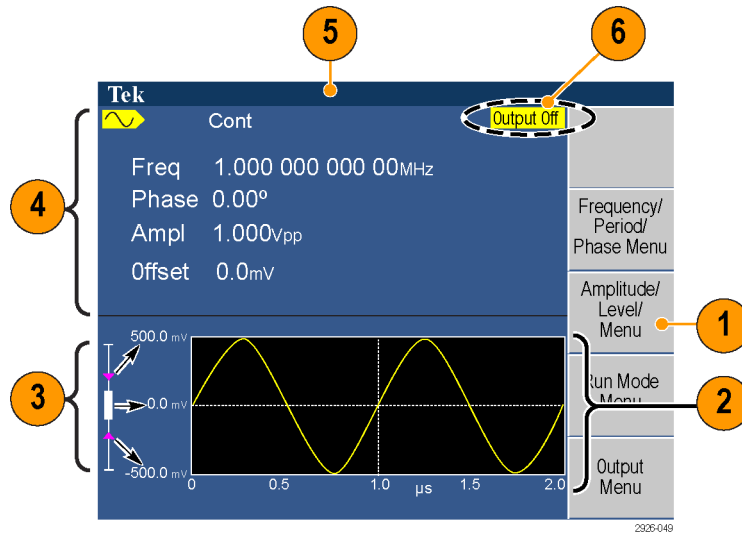 5
6
Tek
Cont
Output Off
Freq 1.000 000 000 00MHz
Phase 0.00º
Ampl 1.000Vpp
Offset 0.0mV
4
Frequency/
Period/
Phase Menu
Amplitude/
Level/
Menu
1
Run Mode
Menu
Output
Menu
2
3
500.0 mV
0.0 mV
-500.0 mV
0 0.5 1.0 µs 1.5 2.0
2926-049